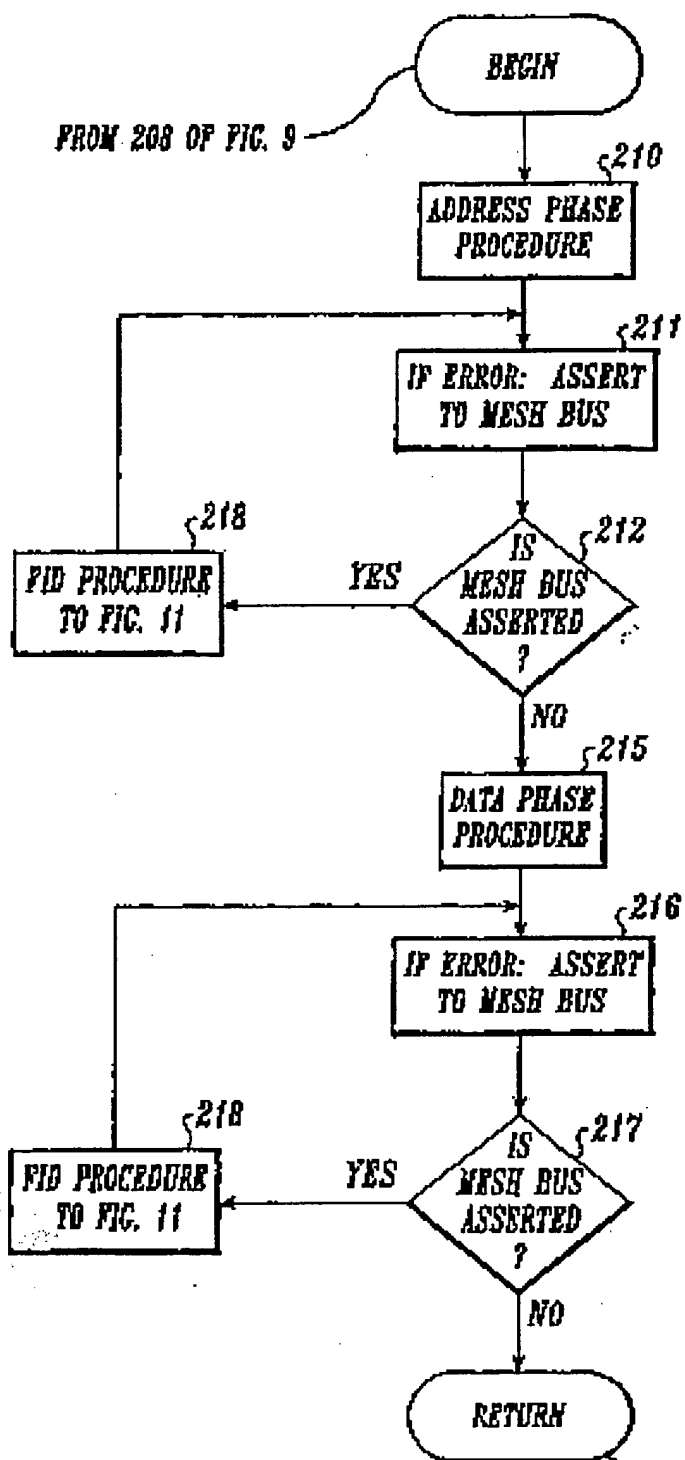 BEGIN
FROM 208 OF FIG. 9
210
ADDRESS PHASE
PROCEDURE
211
IF ERROR: ASSERT
TO MESH BUS
218
FID PROCEDURE
TO FIG. 11
YES
212
IS
MESH BUS
ASSERTED
?
NO
215
DATA PHASE
PROCEDURE
216
IF ERROR: ASSERT
TO MESH BUS
218
FID PROCEDURE
TO FIG. 11
YES
217
IS
MESH BUS
ASSERTED
?
NO
RETURN